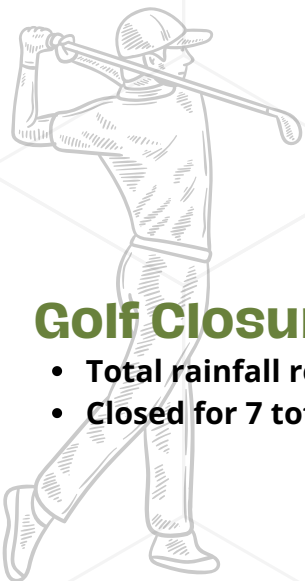 Golf Closu
• Total rainfall r
• Closed for 7 to